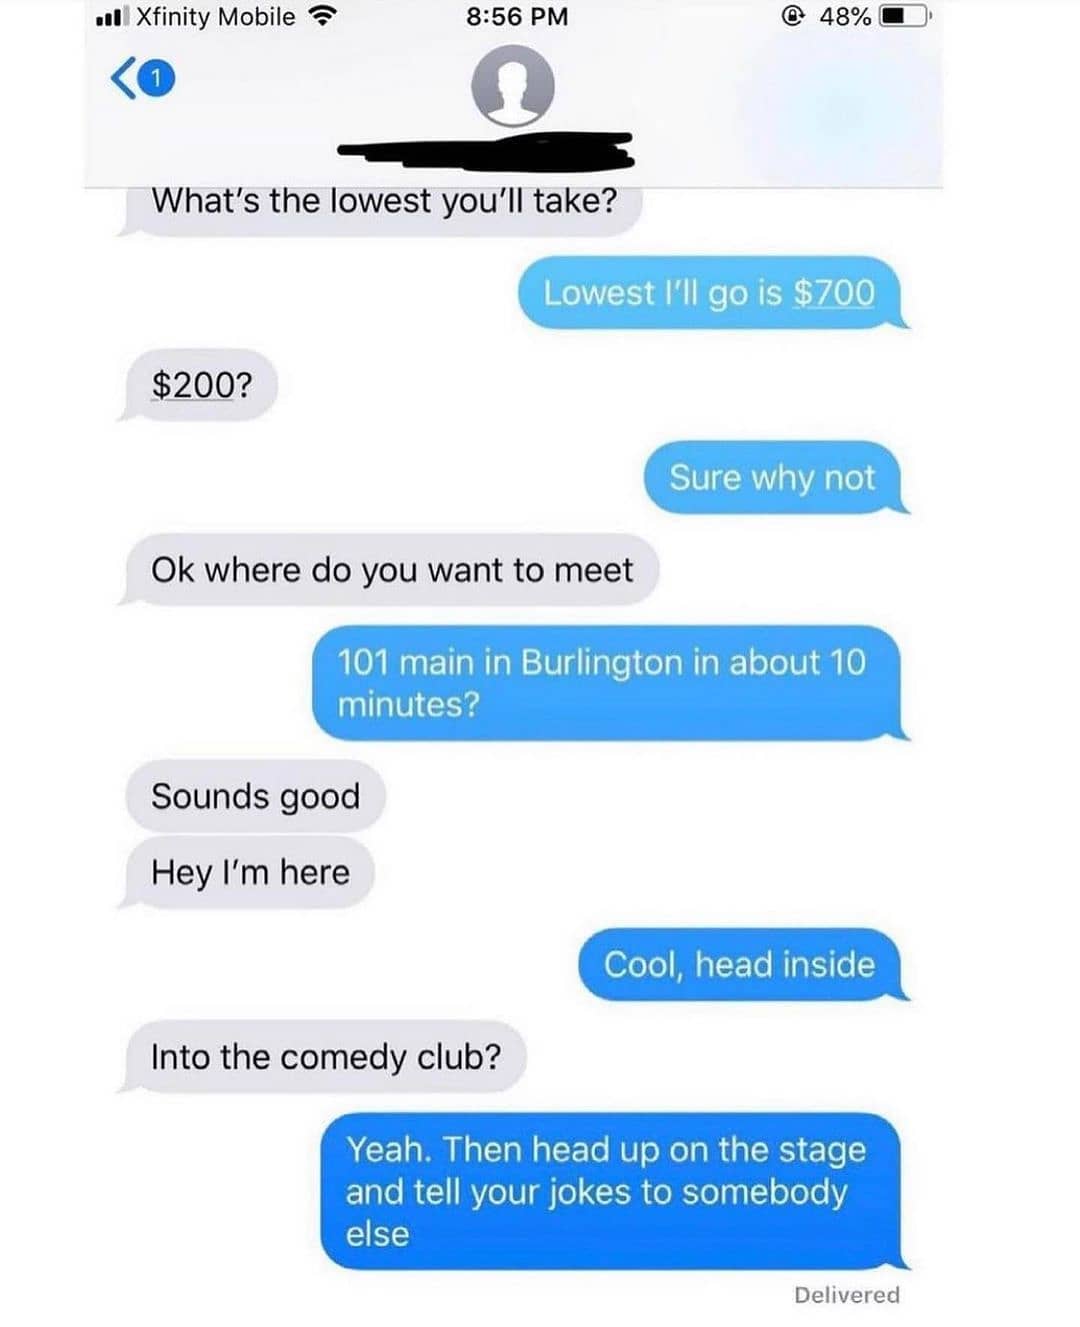 Xfinity Mobile 8:56 PM 48%
1
What's the lowest you'll take?
Lowest I'll go is $700
$200?
Sure why not
Ok where do you want to meet
101 main in Burlington in about 10
minutes?
Sounds good
Hey I'm here
Cool, head inside
Into the comedy club?
Yeah. Then head up on the stage
and tell your jokes to somebody
else
Delivered